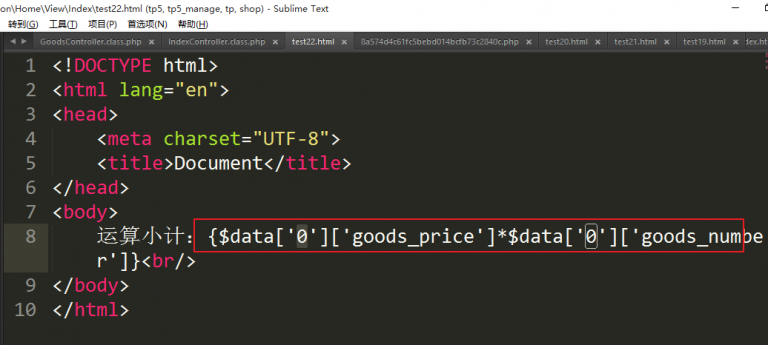 on\Home\View\Index\test22.html (tp5, tp5_manage, tp, shop) - Sublime Text
转到(G) 工具(T) 项目(P) 首选项(N) 帮助(H)
GoodsController.class.php × IndexController.class.php × test22.html × 8a574d4c61fc5bebd014bcfb73c2840c.php × test20.html × test21.html × test19.html × dex.ht
1 <!DOCTYPE html>
2 <html lang="en">
3 <head>
4 <meta charset="UTF-8">
5 <title>Document</title>
6 </head>
7 <body>
8 运算小计: {$data['0']['goods_price']*$data['0']['goods_numbe
r']}<br/>
9 </body>
10 </html>